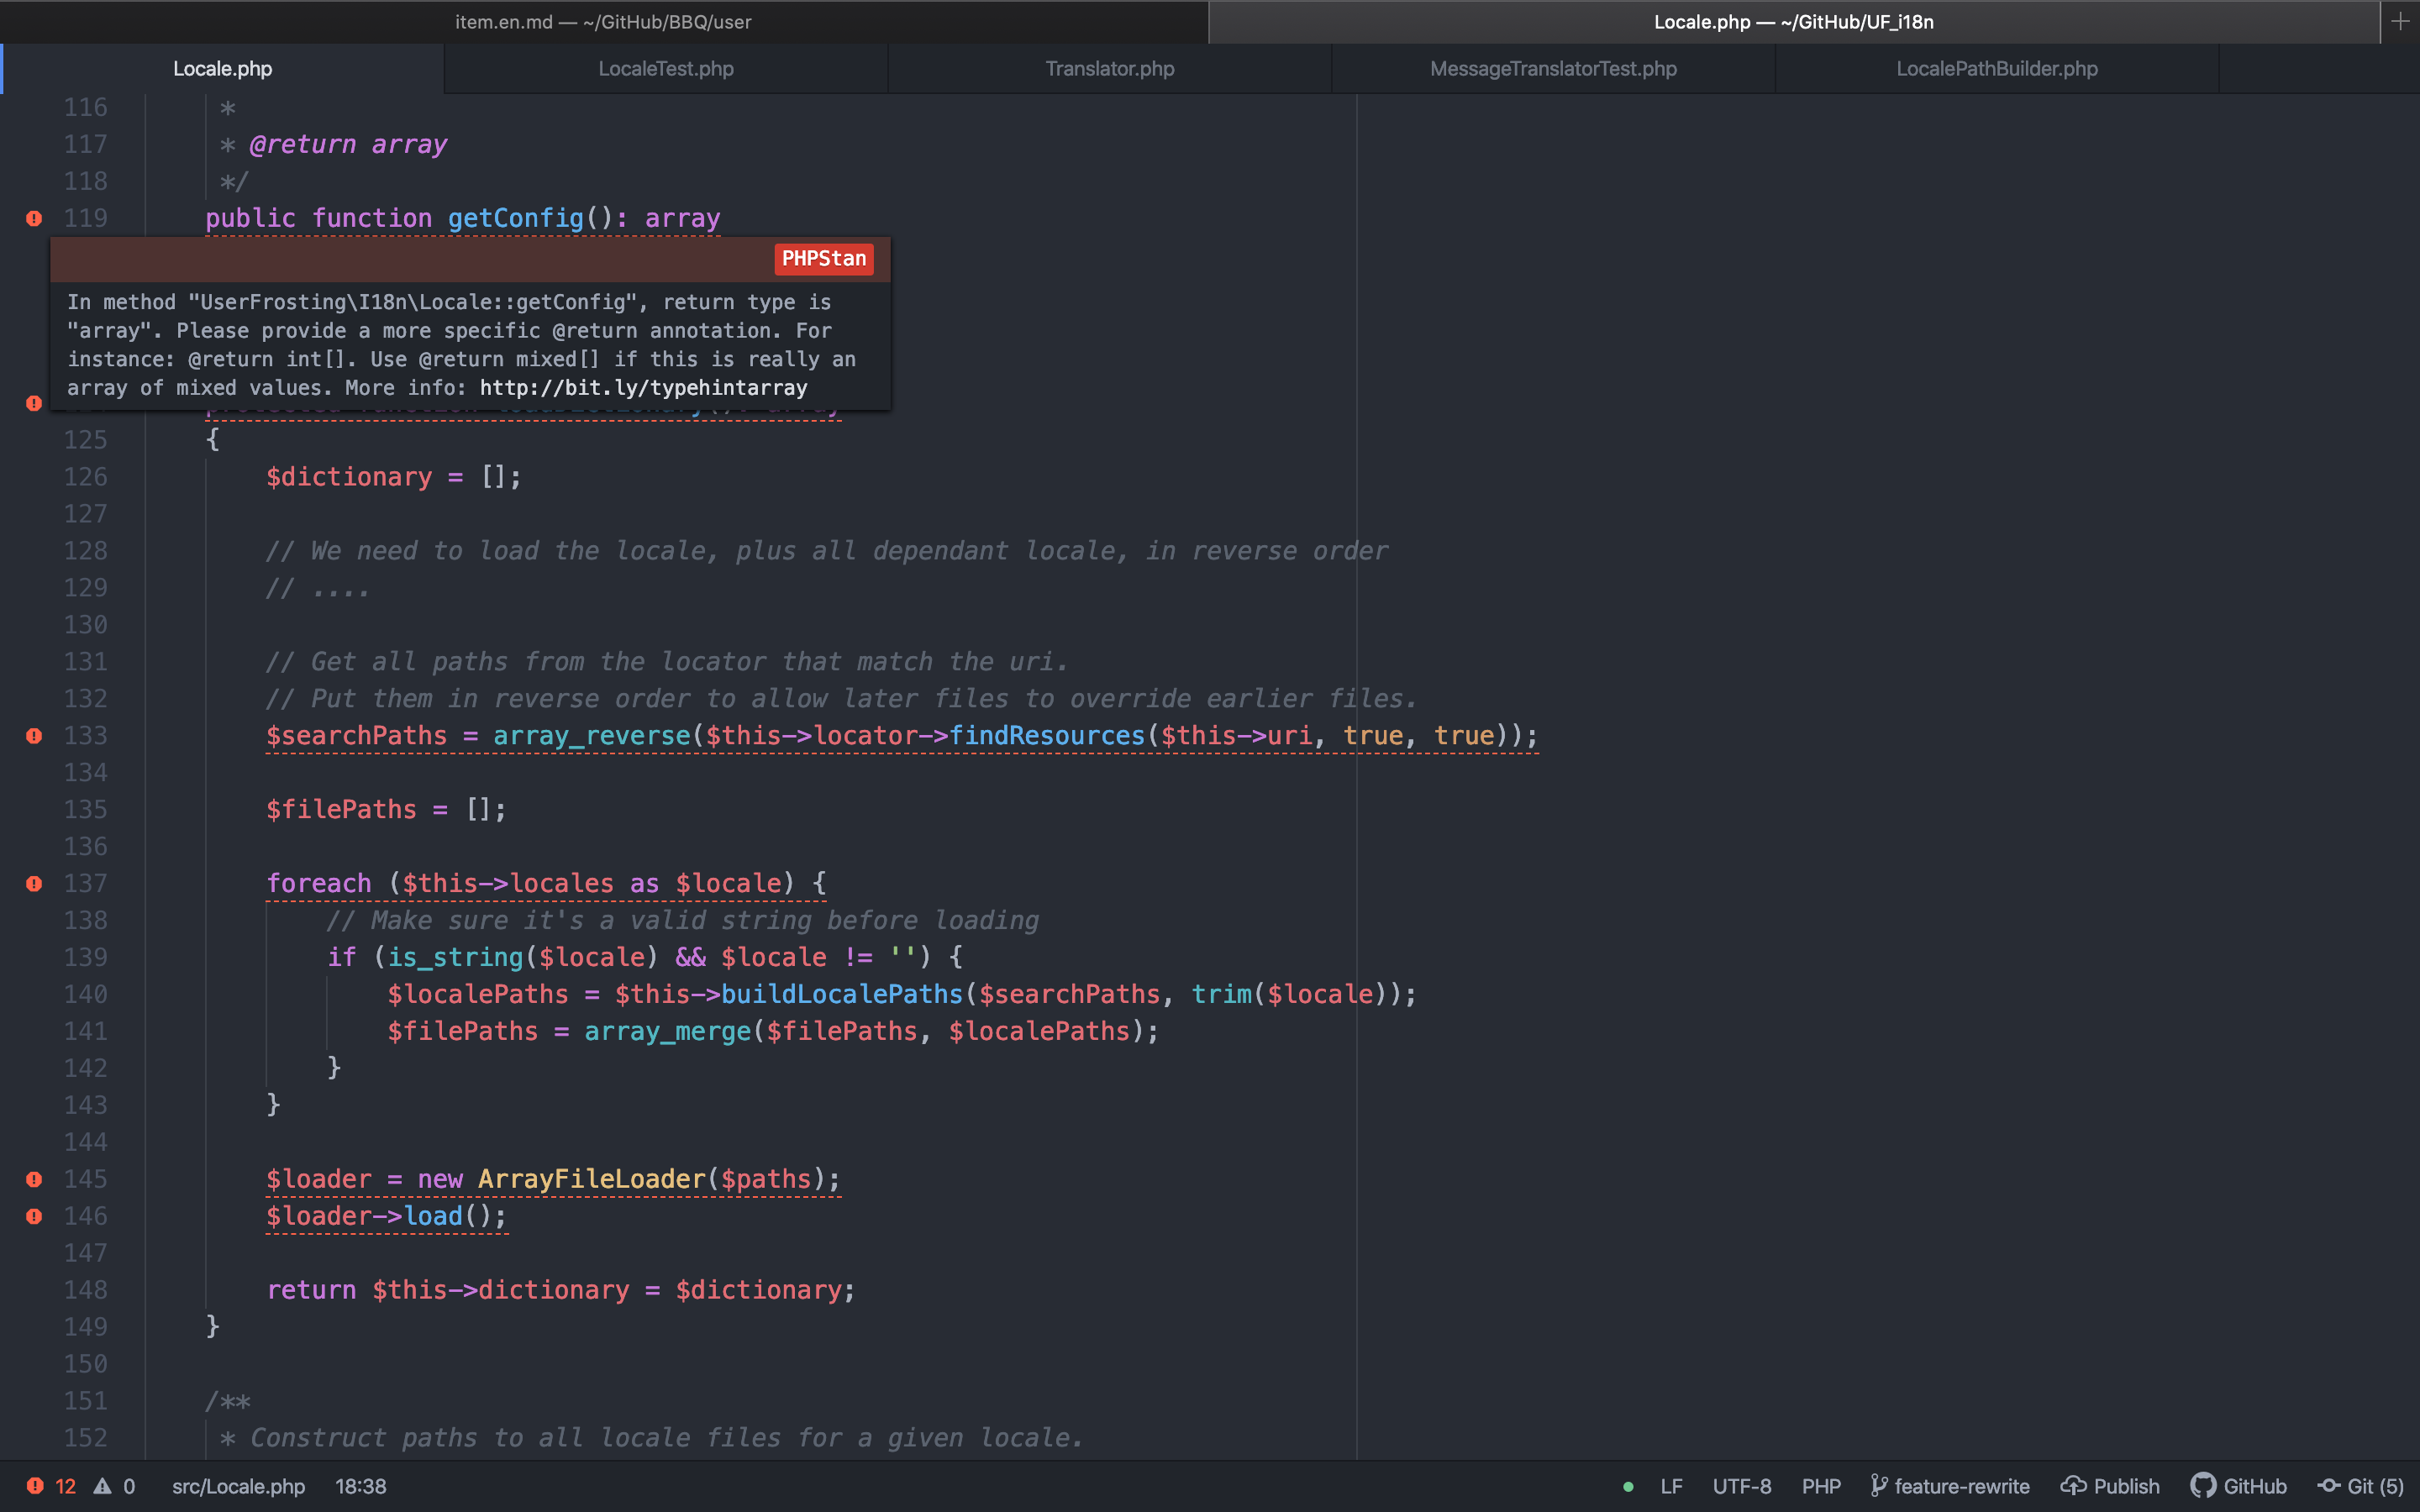 item.en.md — ~/GitHub/BBQ/user
Locale.php — ~/GitHub/UF_i18n
Locale.php
LocaleTest.php
Translator.php
MessageTranslatorTest.php
LocalePathBuilder.php
116 *
117 * @return array
118 */
119 public function getConfig(): array
PHPStan
In method "UserFrosting\I18n\Locale::getConfig", return type is
"array". Please provide a more specific @return annotation. For
instance: @return int[]. Use @return mixed[] if this is really an
array of mixed values. More info: http://bit.ly/typehintarray
125 {
126 $dictionary = [];
127
128 // We need to load the locale, plus all dependant locale, in reverse order
129 // ....
130
131 // Get all paths from the locator that match the uri.
132 // Put them in reverse order to allow later files to override earlier files.
133 $searchPaths = array_reverse($this->locator->findResources($this->uri, true, true));
134
135 $filePaths = [];
136
137 foreach ($this->locales as $locale) {
138 // Make sure it's a valid string before loading
139 if (is_string($locale) && $locale != '') {
140 $localePaths = $this->buildLocalePaths($searchPaths, trim($locale));
141 $filePaths = array_merge($filePaths, $localePaths);
142 }
143 }
144
145 $loader = new ArrayFileLoader($paths);
146 $loader->load();
147
148 return $this->dictionary = $dictionary;
149 }
150
151 /**
152 * Construct paths to all locale files for a given locale.
12 0 src/Locale.php 18:38 LF UTF-8 PHP feature-rewrite Publish GitHub Git (5)